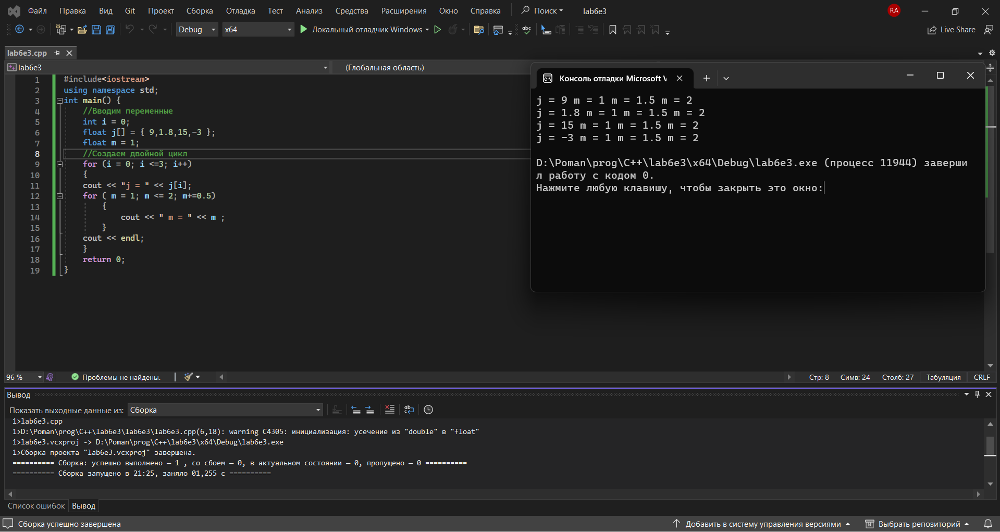 Файл Правка Вид Git Проект Сборка Отладка Тест Анализ Средства Расширения Окно Справка Поиск lab6e3 RA
Debug x64 Локальный отладчик Windows abc Live Share
lab6e3.cpp
lab6e3 (Глобальная область)
1 #include<iostream>
2 using namespace std;
3 int main() {
4 //Вводим переменные
5 int i = 0;
6 float j[] = { 9,1.8,15,-3 };
7 float m = 1;
8 //Создаем двойной цикл
9 for (i = 0; i <=3; i++)
10 {
11 cout << "j = " << j[i];
12 for ( m = 1; m <= 2; m+=0.5)
13 {
14 cout << " m = " << m ;
15 }
16 cout << endl;
17 }
18 return 0;
19 }
Консоль отладки Microsoft V
j = 9 m = 1 m = 1.5 m = 2
j = 1.8 m = 1 m = 1.5 m = 2
j = 15 m = 1 m = 1.5 m = 2
j = -3 m = 1 m = 1.5 m = 2
D:\Poman\prog\C++\lab6e3\x64\Debug\lab6e3.exe (процесс 11944) заверши
л работу с кодом 0.
Нажмите любую клавишу, чтобы закрыть это окно:
96 % Проблемы не найдены. Стр: 8 Симв: 24 Столб: 27 Табуляция CRLF
Вывод
Показать выходные данные из: Сборка
1>lab6e3.cpp
1>D:\Poman\prog\C++\lab6e3\lab6e3\lab6e3.cpp(6,18): warning C4305: инициализация: усечение из "double" в "float"
1>lab6e3.vcxproj -> D:\Poman\prog\C++\lab6e3\x64\Debug\lab6e3.exe
1>Сборка проекта "lab6e3.vcxproj" завершена.
========== Сборка: успешно выполнено — 1 , со сбоем — 0, в актуальном состоянии — 0, пропущено — 0 ==========
========== Сборка запущено в 21:25, заняло 01,255 с ==========
Список ошибок Вывод
Сборка успешно завершена Добавить в систему управления версиями Выбрать репозиторий